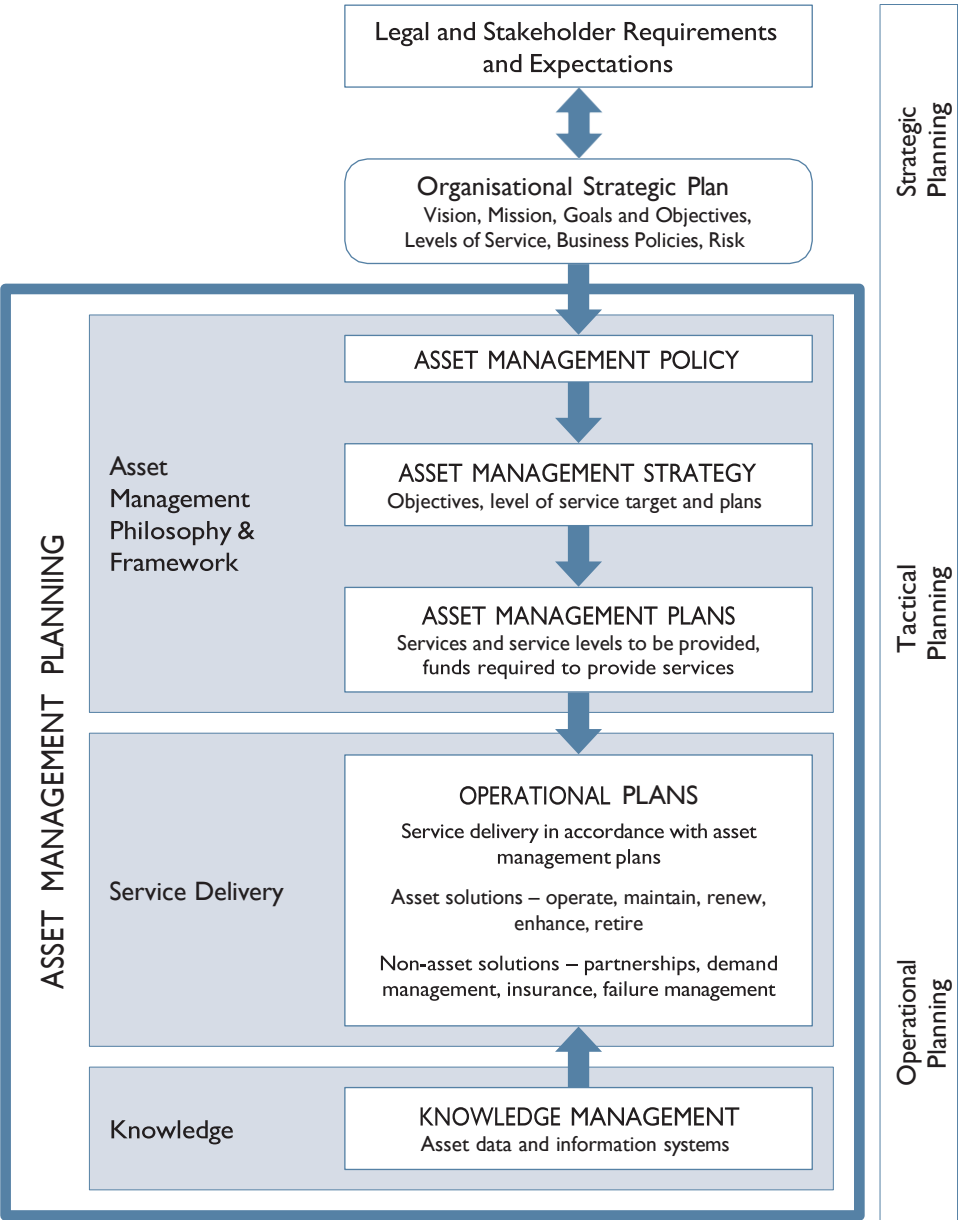 Legal and Stakeholder Requirements
and Expectations
Organisational Strategic Plan
Vision, Mission, Goals and Objectives,
Levels of Service, Business Policies, Risk
Strategic
Planning
ASSET MANAGEMENT PLANNING
Asset
Management
Philosophy &
Framework
ASSET MANAGEMENT POLICY
ASSET MANAGEMENT STRATEGY
Objectives, level of service target and plans
ASSET MANAGEMENT PLANS
Services and service levels to be provided,
funds required to provide services
Tactical
Planning
Service Delivery
OPERATIONAL PLANS
Service delivery in accordance with asset
management plans
Asset solutions – operate, maintain, renew,
enhance, retire
Non-asset solutions – partnerships, demand
management, insurance, failure management
Operational
Planning
Knowledge
KNOWLEDGE MANAGEMENT
Asset data and information systems